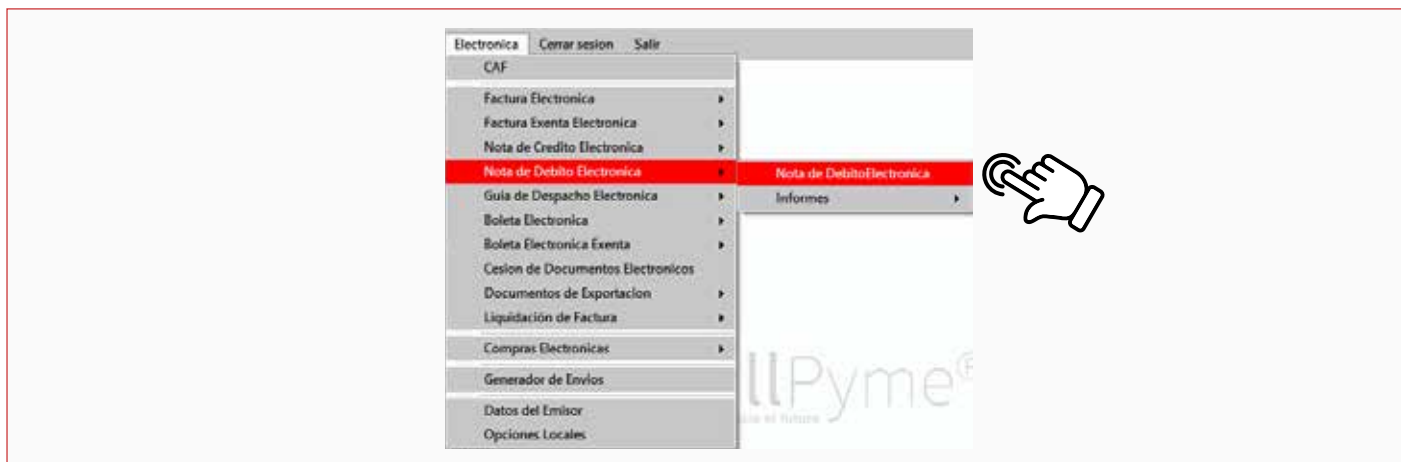 Electronica Cerrar sesion Salir
CAF
Factura Electronica
Factura Exenta Electronica
Nota de Credito Electronica
Nota de Debito Electronica
Nota de DebitoElectronica
Guia de Despacho Electronica
Informes
Boleta Electronica
Boleta Electronica Exenta
Cesion de Documentos Electronicos
Documentos de Exportacion
Liquidación de Factura
Compras Electronicas
Generador de Envios
llPyme®
el futuro
Datos del Emisor
Opciones Locales